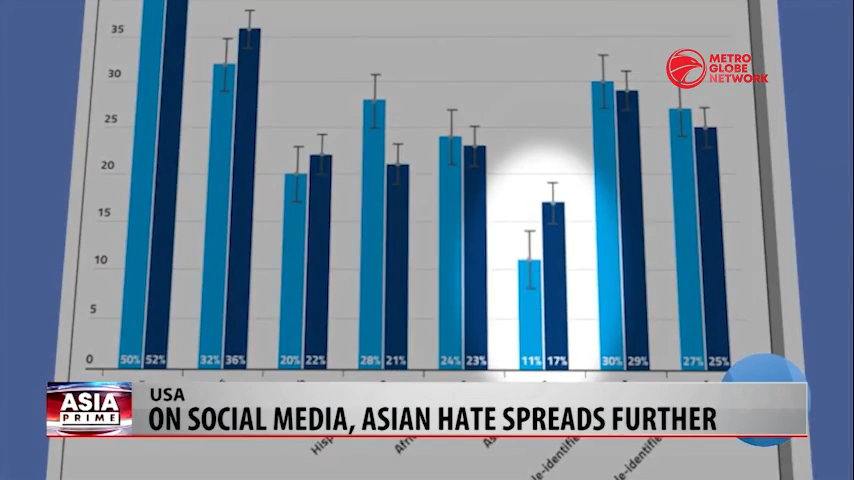 35
30
25
20
15
10
5
0
50% 52% 32% 36% 20% 22% 28% 21% 24% 23% 11% 17% 30% 29% 27% 25%
METRO
GLOBE
NETWORK
ASIA
PRIME
USA
ON SOCIAL MEDIA, ASIAN HATE SPREADS FURTHER